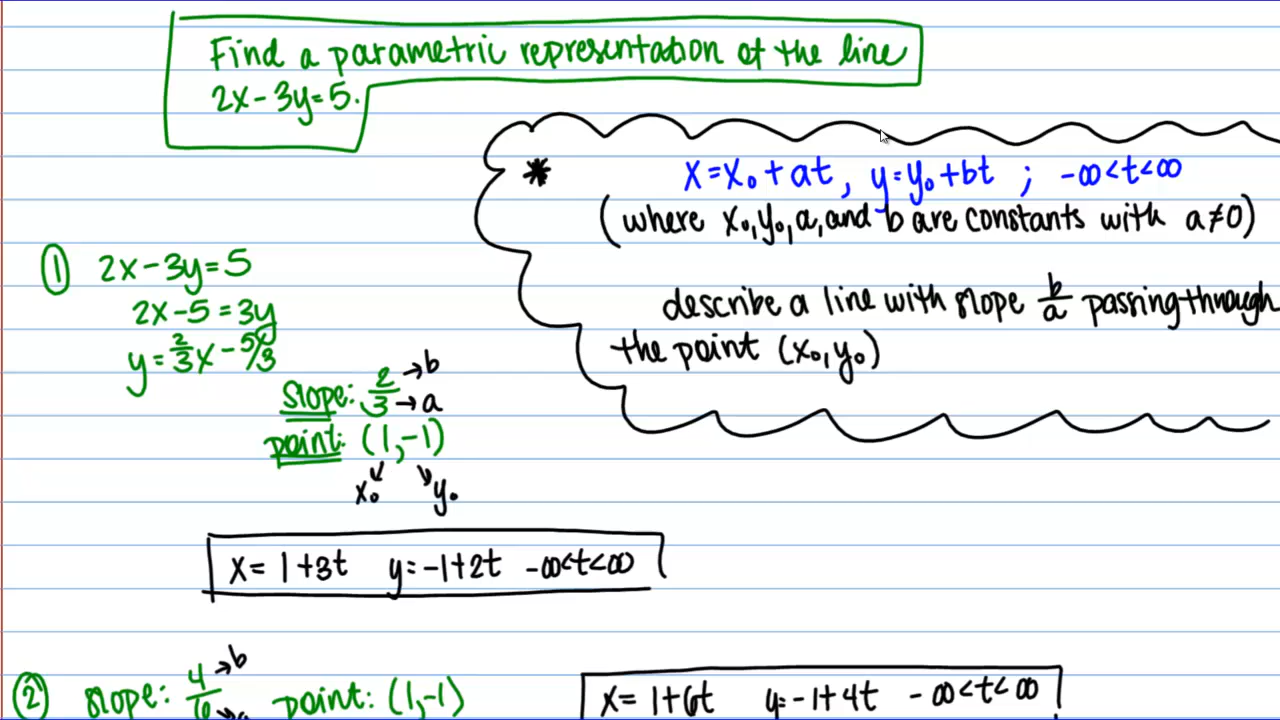 Find a parametric representation of the line
2x-3y=5.
* x=x₀+at, y=y₀+bt ; -∞<t<∞
(where x₀,y₀,a,and b are constants with a≠0)
describe a line with slope b/a passing through
the point (x₀,y₀)
① 2x-3y=5
2x-5=3y
y=2/3x-5/3
slope: 2/3 →b →a
point: (1,-1)
x₀ y₀
x= 1+3t y=-1+2t -∞<t<∞
② slope: 4/6 →b →a point: (1,-1) x= 1+6t y=-1+4t -∞<t<∞